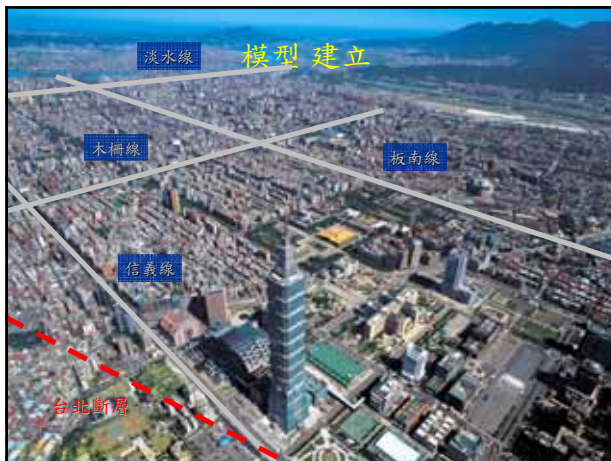 模型 建立
淡水線
木柵線
板南線
信義線
台北斷層